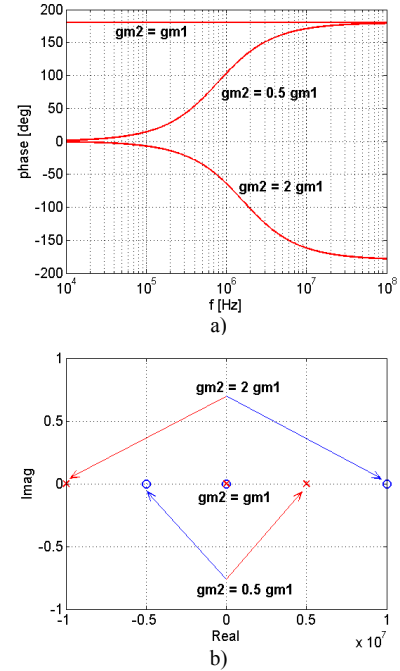 200
gm2 = gm1
150
100
gm2 = 0.5 gm1
50
phase [deg]
0
-50
gm2 = 2 gm1
-100
-150
-200
10^4 10^5 10^6 10^7 10^8
f [Hz]
a)
1
gm2 = 2 gm1
0.5
Imag
0
gm2 = gm1
-0.5
gm2 = 0.5 gm1
-1
-1 -0.5 0 0.5 1
Real
x 10^7
b)